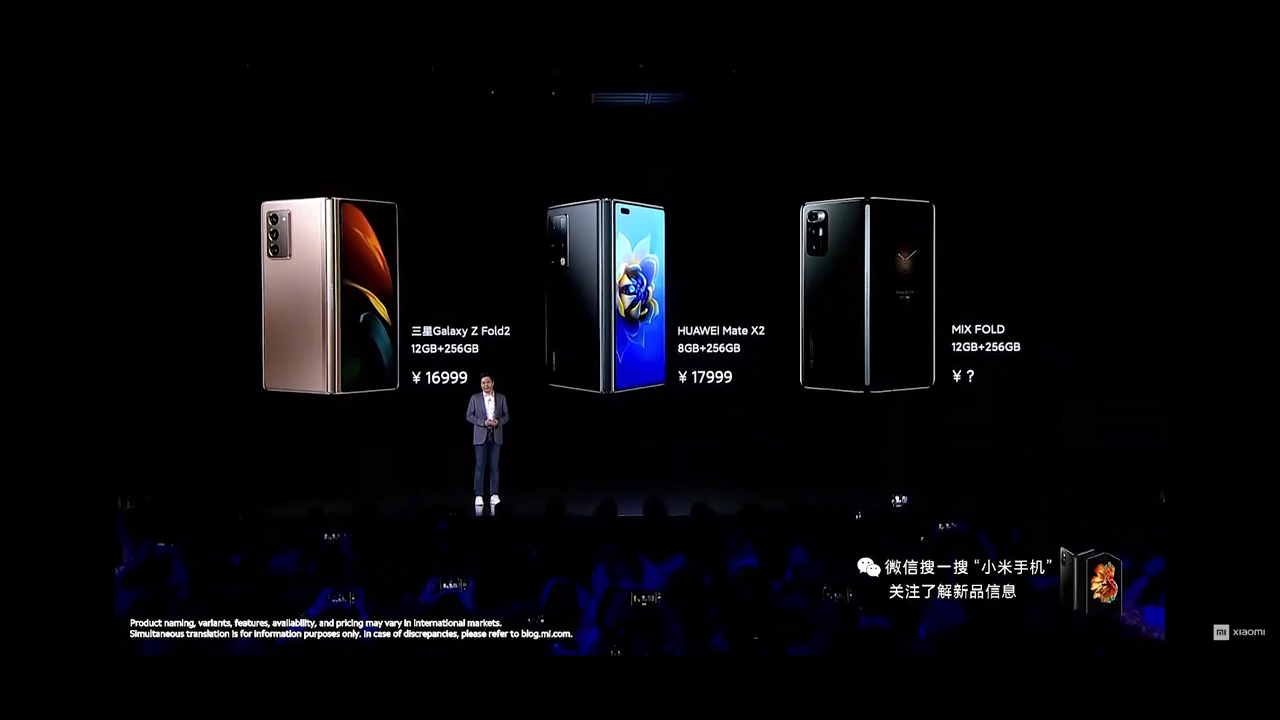 三星Galaxy Z Fold2
12GB+256GB
¥ 16999
HUAWEI Mate X2
8GB+256GB
¥ 17999
MIX FOLD
12GB+256GB
¥ ?
微信搜一搜 “小米手机”
关注了解新品信息
Product naming, variants, features, availability, and pricing may vary in international markets.
Simultaneous translation is for information purposes only. In case of discrepancies, please refer to blog.mi.com.
mi xiaomi